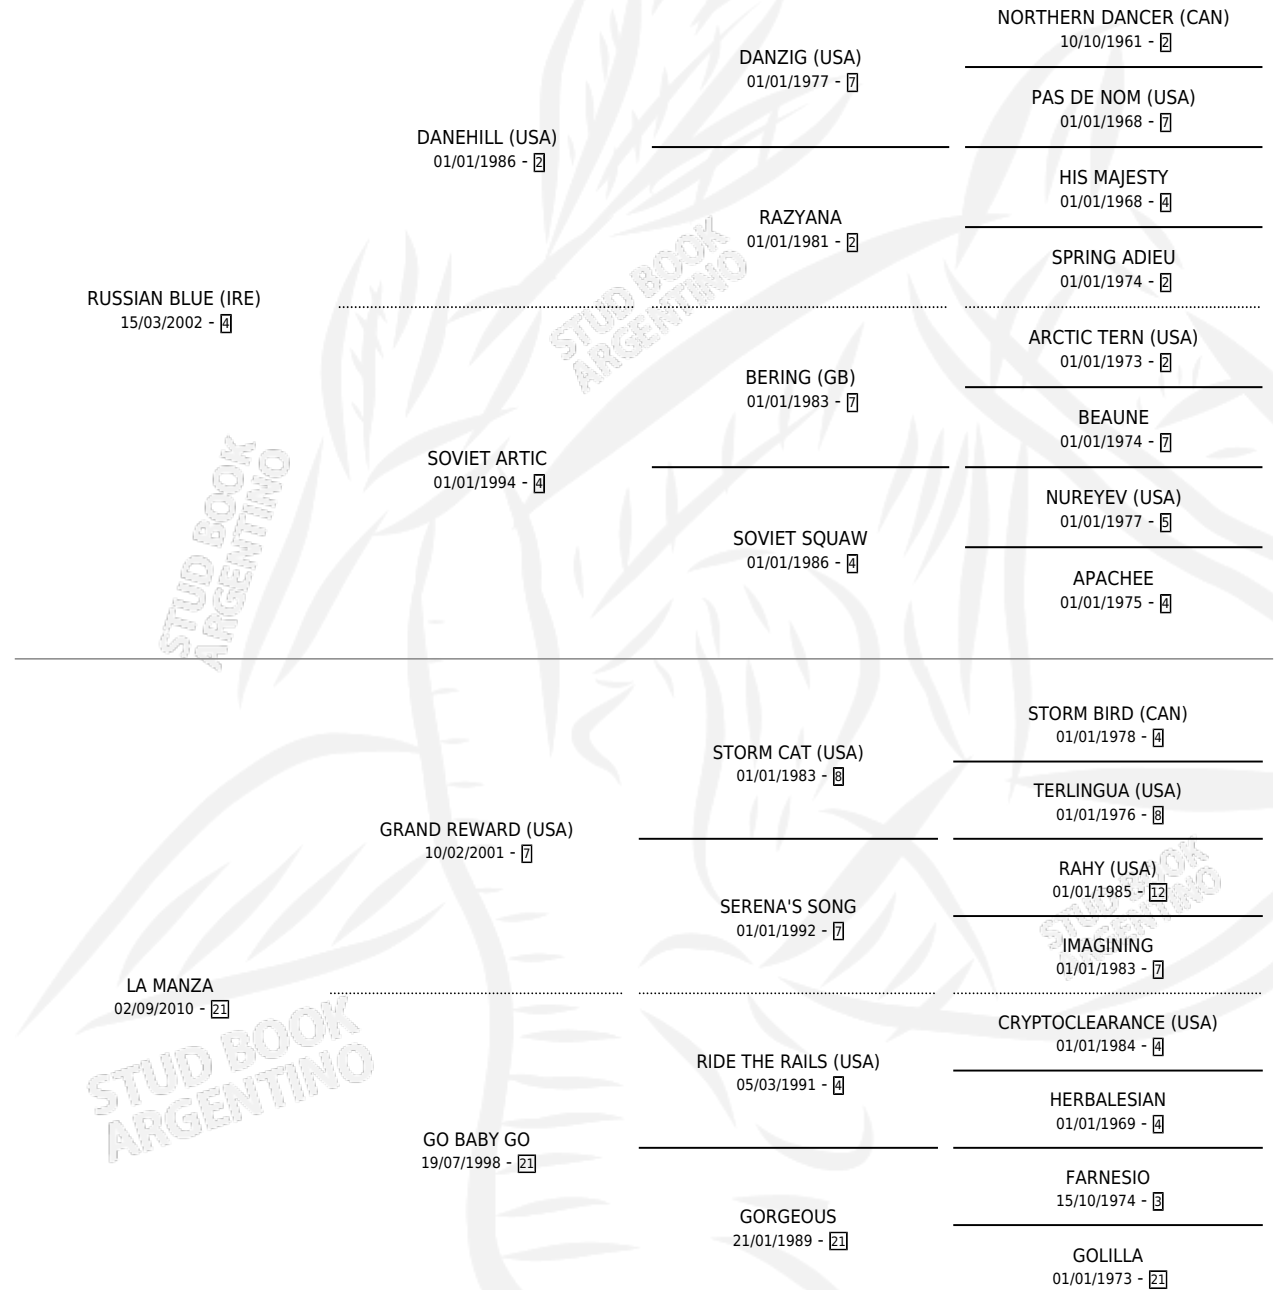 NORTHERN DANCER (CAN)
10/10/1961 - 2
DANZIG (USA)
01/01/1977 - 7
PAS DE NOM (USA)
01/01/1968 - 7
DANEHILL (USA)
01/01/1986 - 2
HIS MAJESTY
01/01/1968 - 4
RAZYANA
01/01/1981 - 2
SPRING ADIEU
01/01/1974 - 2
RUSSIAN BLUE (IRE)
15/03/2002 - 4
STUD BOOK
ARGENTINO
ARCTIC TERN (USA)
01/01/1973 - 2
BERING (GB)
01/01/1983 - 7
BEAUNE
01/01/1974 - 7
SOVIET ARTIC
01/01/1994 - 4
NUREYEV (USA)
01/01/1977 - 5
SOVIET SQUAW
01/01/1986 - 4
APACHEE
01/01/1975 - 4
STUD BOOK
ARGENTINO
STORM BIRD (CAN)
01/01/1978 - 4
STORM CAT (USA)
01/01/1983 - 8
TERLINGUA (USA)
01/01/1976 - 8
GRAND REWARD (USA)
10/02/2001 - 7
RAHY (USA)
01/01/1985 - 12
SERENA'S SONG
01/01/1992 - 7
IMAGINING
01/01/1983 - 7
STUD BOOK
ARGENTINO
LA MANZA
02/09/2010 - 21
CRYPTOCLEARANCE (USA)
01/01/1984 - 4
RIDE THE RAILS (USA)
05/03/1991 - 4
HERBALESIAN
01/01/1969 - 4
STUD BOOK
ARGENTINO
GO BABY GO
19/07/1998 - 21
FARNESIO
15/10/1974 - 3
GORGEOUS
21/01/1989 - 21
GOLILLA
01/01/1973 - 21